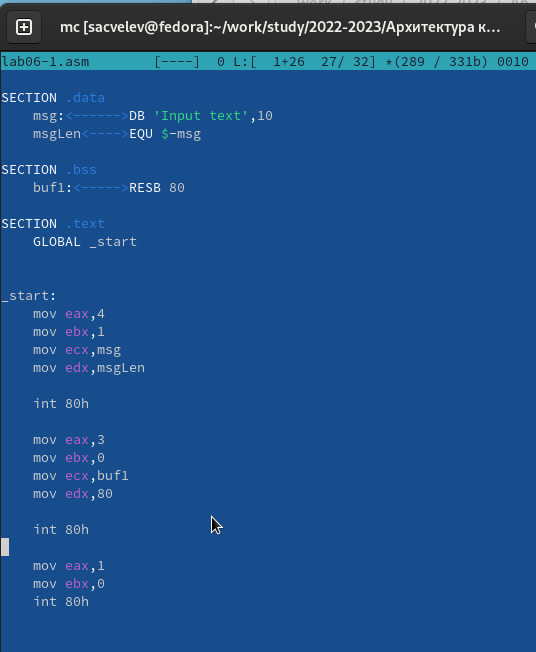 mc [sacvelev@fedora]:~/work/study/2022-2023/Архитектура к...
lab06-1.asm [----] 0 L:[ 1+26 27/ 32] *(289 / 331b) 0010
SECTION .data
msg:<------>DB 'Input text',10
msgLen<---->EQU $-msg
SECTION .bss
buf1:<----->RESB 80
SECTION .text
GLOBAL _start
_start:
mov eax,4
mov ebx,1
mov ecx,msg
mov edx,msgLen
int 80h
mov eax,3
mov ebx,0
mov ecx,buf1
mov edx,80
int 80h
mov eax,1
mov ebx,0
int 80h